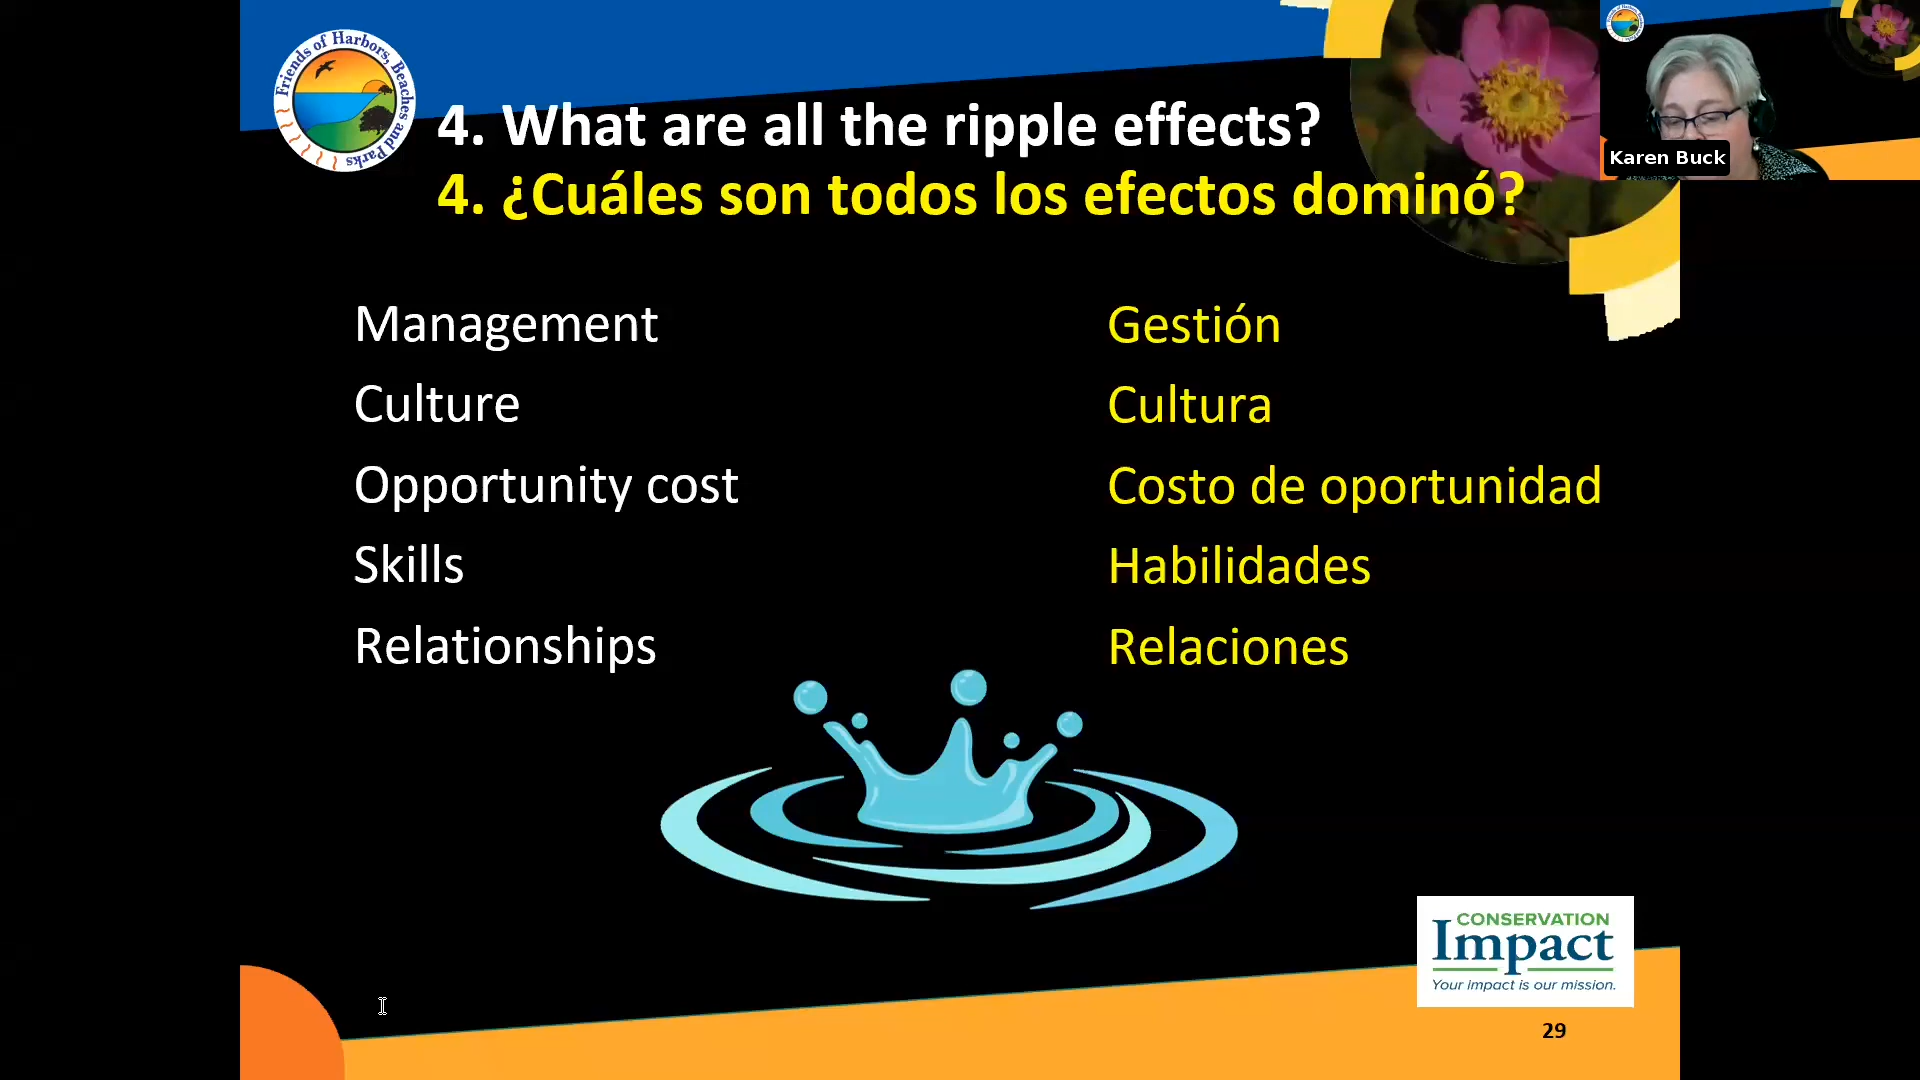 Friends of Harbors, Beaches and Parks
4. What are all the ripple effects?
4. ¿Cuáles son todos los efectos dominó?
Karen Buck
Management
Culture
Opportunity cost
Skills
Relationships
Gestión
Cultura
Costo de oportunidad
Habilidades
Relaciones
CONSERVATION
Impact
Your impact is our mission.
29